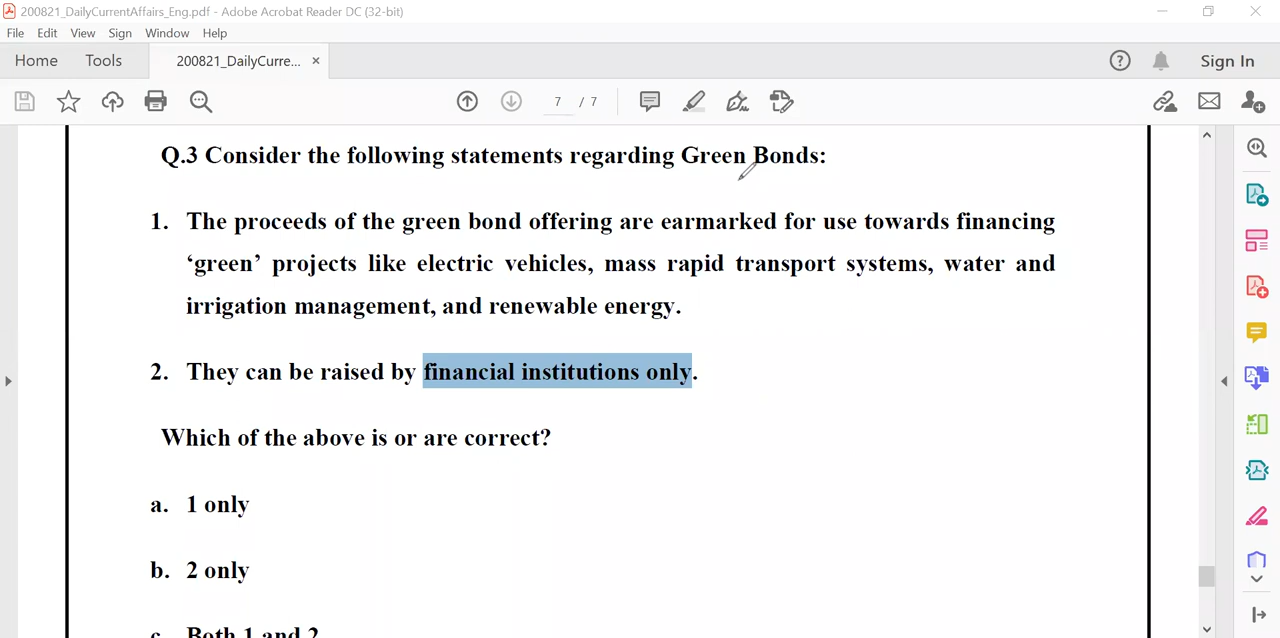 200821_DailyCurrentAffairs_Eng.pdf - Adobe Acrobat Reader DC (32-bit)
File Edit View Sign Window Help
Home Tools 200821_DailyCurre... × Sign In
7 / 7
Q.3 Consider the following statements regarding Green Bonds:
1. The proceeds of the green bond offering are earmarked for use towards financing
‘green’ projects like electric vehicles, mass rapid transport systems, water and
irrigation management, and renewable energy.
2. They can be raised by financial institutions only.
Which of the above is or are correct?
a. 1 only
b. 2 only
c. Both 1 and 2